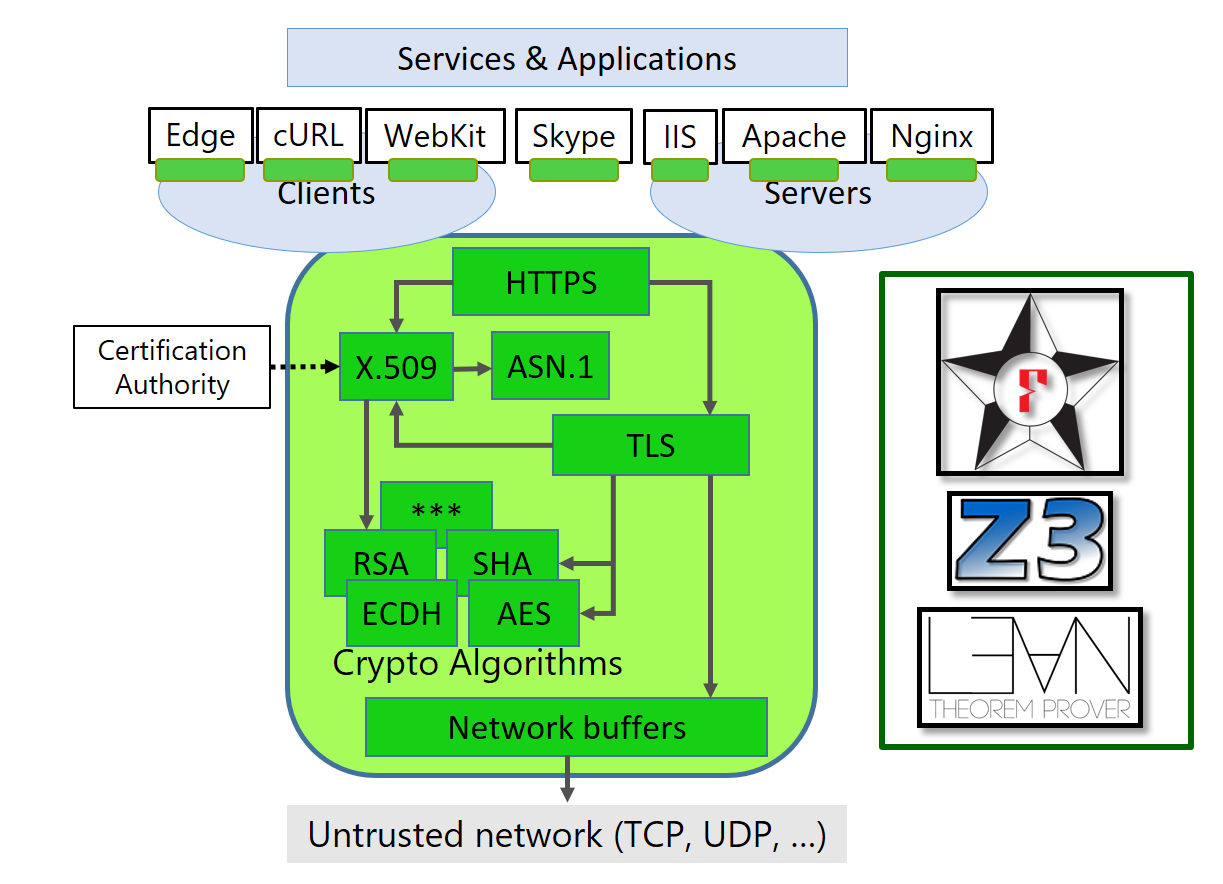 Services & Applications
Edge
cURL
WebKit
Skype
IIS
Apache
Nginx
Clients
Servers
HTTPS
Certification
Authority
X.509
ASN.1
TLS
***
RSA
SHA
ECDH
AES
Crypto Algorithms
Network buffers
Untrusted network (TCP, UDP, ...)
F
Z3
L∃∀N
THEOREM PROVER